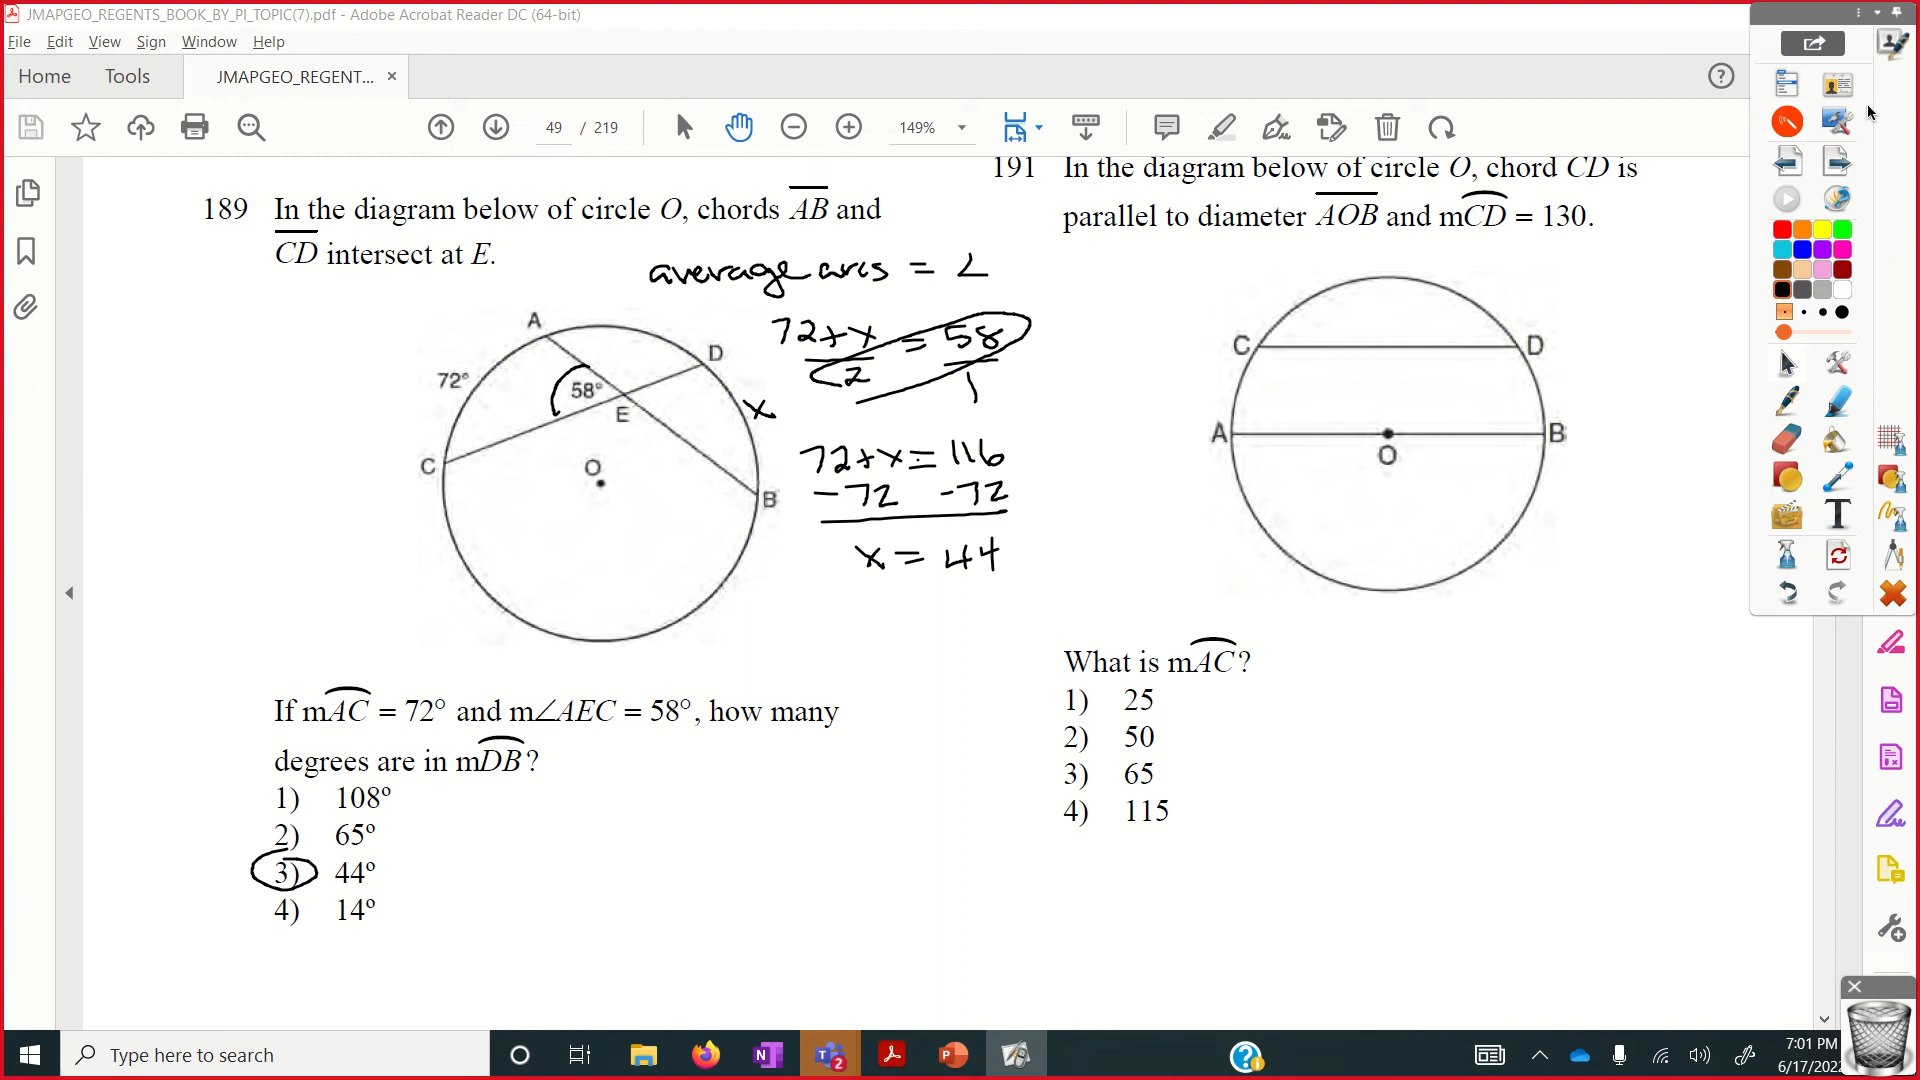 JMAPGEO_REGENTS_BOOK_BY_PI_TOPIC(7).pdf - Adobe Acrobat Reader DC (64-bit)
File Edit View Sign Window Help
Home Tools JMAPGEO_REGENT... ×
49 / 219 149%
189 In the diagram below of circle O, chords AB and
CD intersect at E.
average arcs = ∠
72+x = 58
2 1
A
D
72°
58°
E
x
C
O
B
72+x = 116
-72 -72
x = 44
If mAC = 72° and m∠AEC = 58°, how many
degrees are in mDB?
1) 108°
2) 65°
3) 44°
4) 14°
191 In the diagram below of circle O, chord CD is
parallel to diameter AOB and mCD = 130.
C D
A B
O
What is mAC?
1) 25
2) 50
3) 65
4) 115
T
Type here to search
N
2
P
7:01 PM